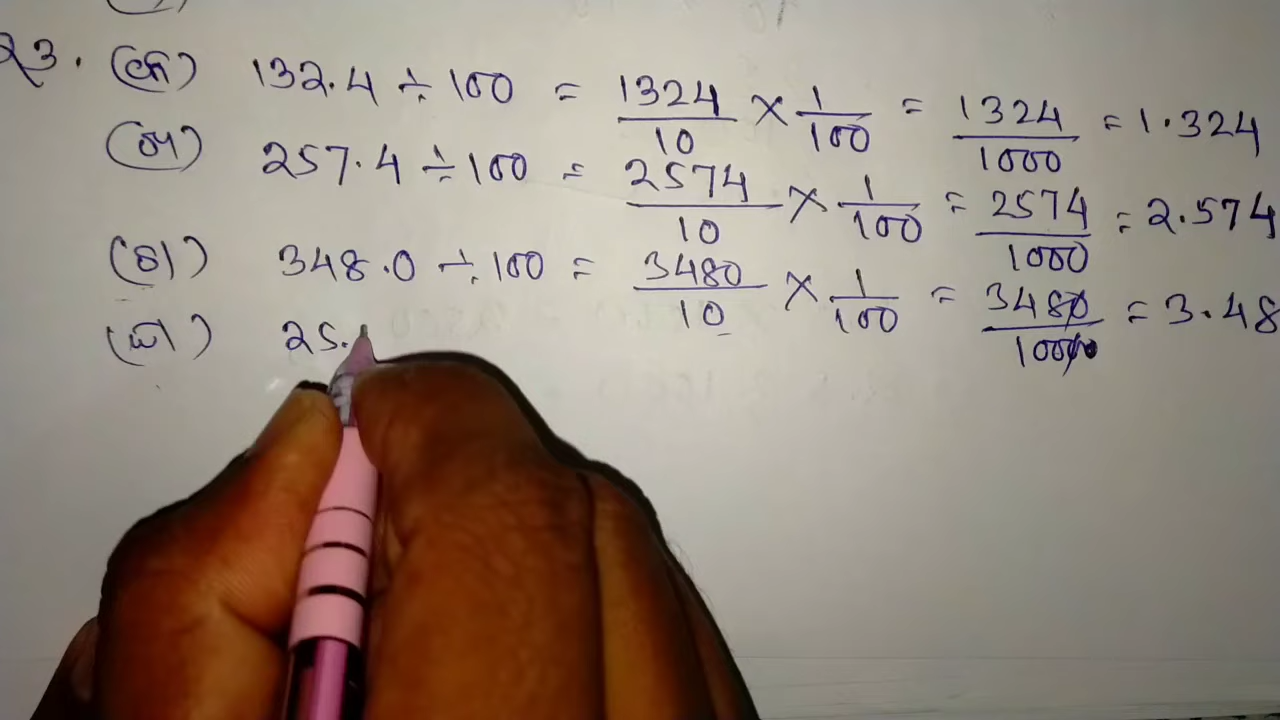 23. (க) 132.4 ÷ 100 = 1324/10 × 1/100 = 1324/1000 = 1.324
257.4 ÷ 100 = 2574/10 × 1/100 = 2574/1000 = 2.574
348.0 ÷ 100 = 3480/10 × 1/100 = 3480/1000 = 3.48
25.